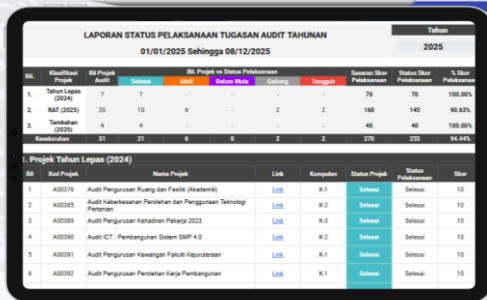 LAPORAN STATUS PELAKSANAAN TUGASAN AUDIT TAHUNAN
01/01/2025 Sehingga 08/12/2025
Tahun
2025
Bil. Klasifikasi Projek Bil Projek Audit Bil. Projek vs Status Pelaksanaan Sasaran Skor Pelaksanaan Status Skor Pelaksanaan % Skor Pelaksanaan
Selesai Aktif Belum Mula Gabung Tangguh
1. Tahun Lepas (2024) 7 7 - - - - 70 70 100.00%
2. RAT (2025) 20 10 6 - 2 2 160 145 90.63%
3. Tambahan (2025) 4 4 - - - - 40 40 100.00%
Keseluruhan 31 21 6 0 2 2 270 255 94.44%
I. Projek Tahun Lepas (2024)
Bil Kod Projek Nama Projek Link Kumpulan Status Projek Status Pelaksanaan Skor
1 A00376 Audit Pengurusan Ruang dan Fasiliti (Akademik) Link K-1 Selesai Selesai 10
2 A00385 Audit Keberkesanan Perolehan dan Penggunaan Teknologi Pertanian Link K-2 Selesai Selesai 10
3 A00389 Audit Pengurusan Kehadiran Pekerja 2023 Link K-3 Selesai Selesai 10
4 A00390 Audit ICT : Pembangunan Sistem SMP 4.0 Link K-2 Selesai Selesai 10
5 A00391 Audit Pengurusan Kewangan Fakulti Kejuruteraan Link K-1 Selesai Selesai 10
6 A00392 Audit Pengurusan Perolehan Kerja Pembangunan Link K-1 Selesai Selesai 10